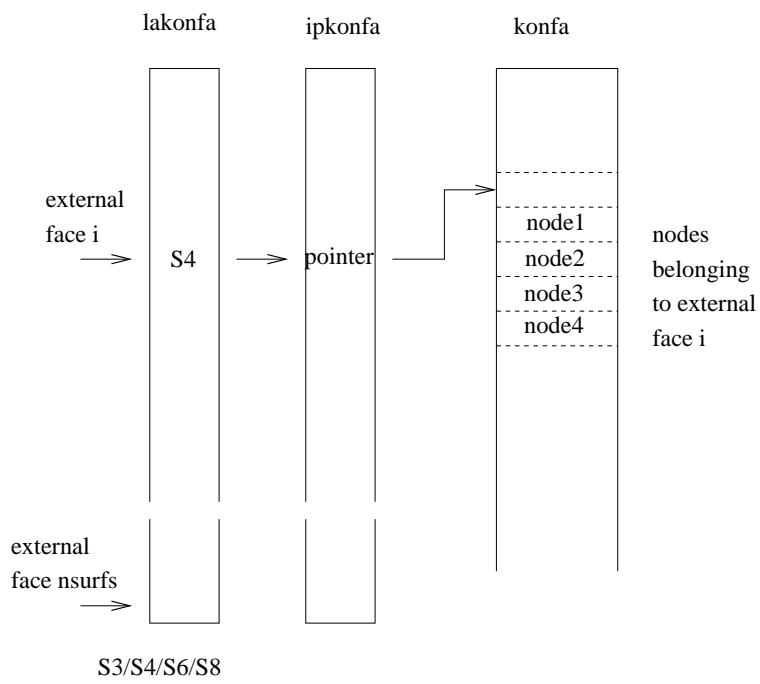 lakonfa
ipkonfa
konfa
external
face i
S4
pointer
node1
node2
node3
node4
nodes
belonging
to external
face i
external
face nsurfs
S3/S4/S6/S8